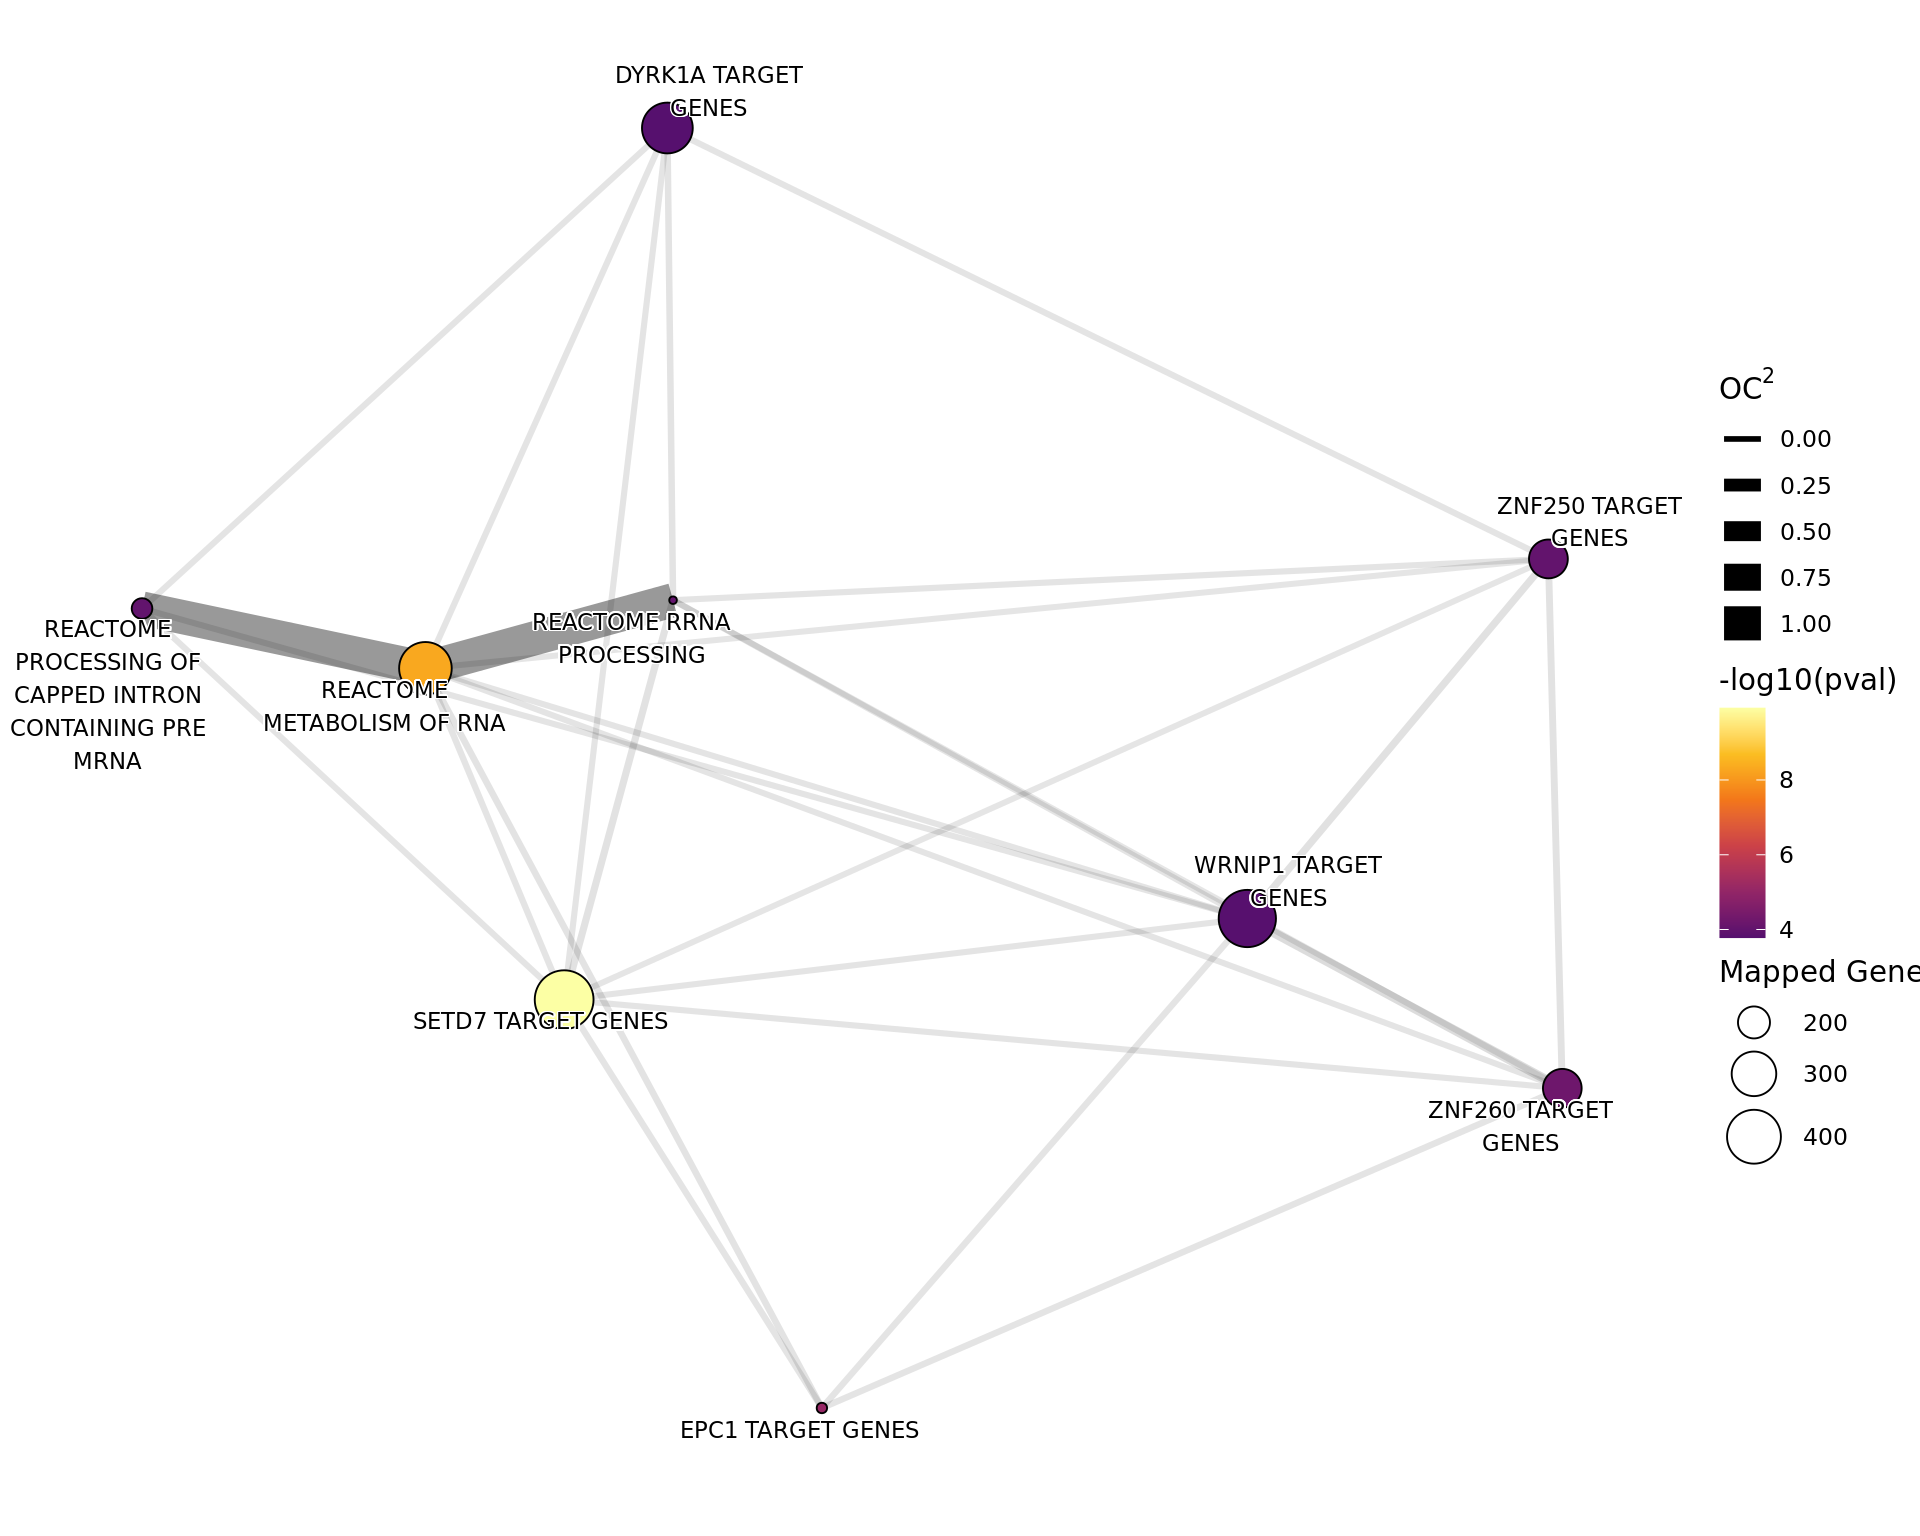 DYRK1A TARGET
GENES
ZNF250 TARGET
GENES
REACTOME RRNA
PROCESSING
REACTOME
PROCESSING OF
CAPPED INTRON
CONTAINING PRE
MRNA
REACTOME
METABOLISM OF RNA
WRNIP1 TARGET
GENES
SETD7 TARGET GENES
ZNF260 TARGET
GENES
EPC1 TARGET GENES
OC²
0.00
0.25
0.50
0.75
1.00
-log10(pval)
8
6
4
Mapped Gene
200
300
400